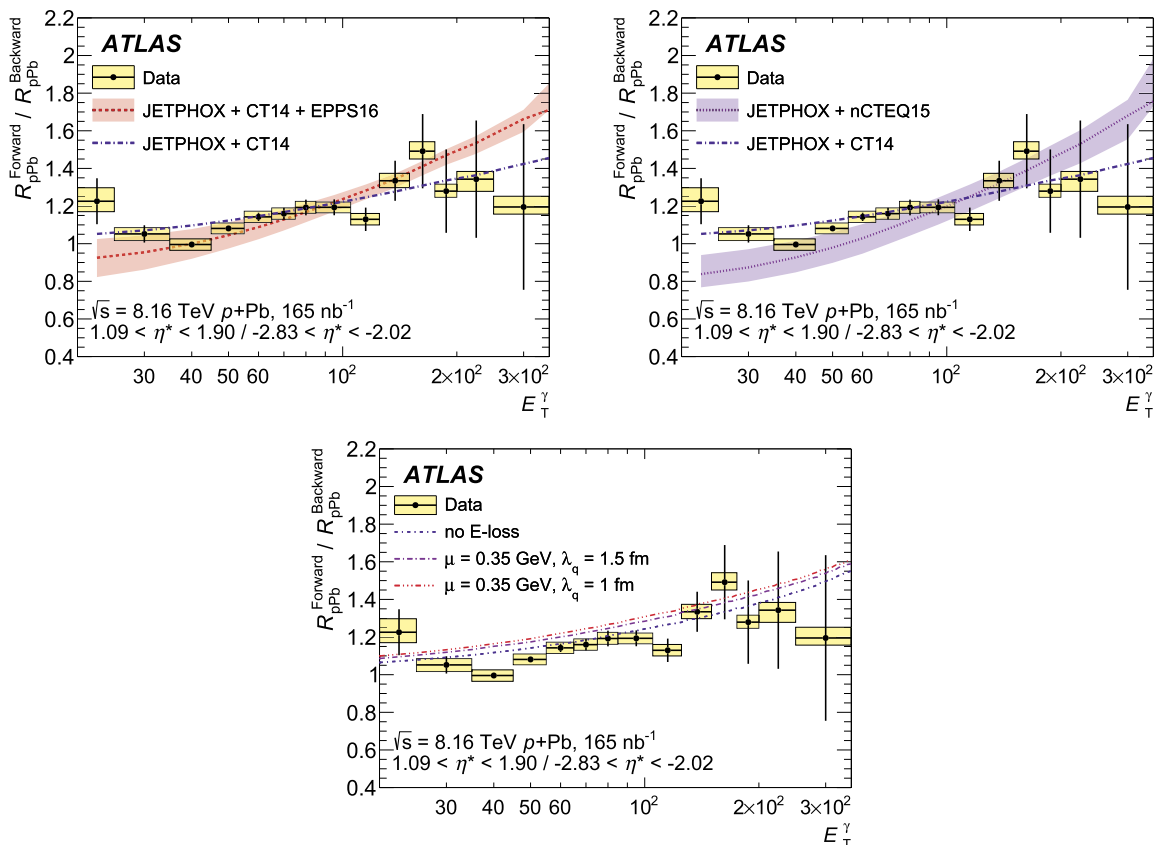 ATLAS
Data
JETPHOX + CT14 + EPPS16
JETPHOX + CT14
√s = 8.16 TeV p+Pb, 165 nb⁻¹
1.09 < η* < 1.90 / -2.83 < η* < -2.02
R_pPb^Forward / R_pPb^Backward
2.2
2
1.8
1.6
1.4
1.2
1
0.8
0.6
0.4
30 40 50 60 10² 2×10² 3×10²
E_T^γ
ATLAS
Data
JETPHOX + nCTEQ15
JETPHOX + CT14
√s = 8.16 TeV p+Pb, 165 nb⁻¹
1.09 < η* < 1.90 / -2.83 < η* < -2.02
R_pPb^Forward / R_pPb^Backward
2.2
2
1.8
1.6
1.4
1.2
1
0.8
0.6
0.4
30 40 50 60 10² 2×10² 3×10²
E_T^γ
ATLAS
Data
no E-loss
μ = 0.35 GeV, λ_q = 1.5 fm
μ = 0.35 GeV, λ_q = 1 fm
√s = 8.16 TeV p+Pb, 165 nb⁻¹
1.09 < η* < 1.90 / -2.83 < η* < -2.02
R_pPb^Forward / R_pPb^Backward
2.2
2
1.8
1.6
1.4
1.2
1
0.8
0.6
0.4
30 40 50 60 10² 2×10² 3×10²
E_T^γ